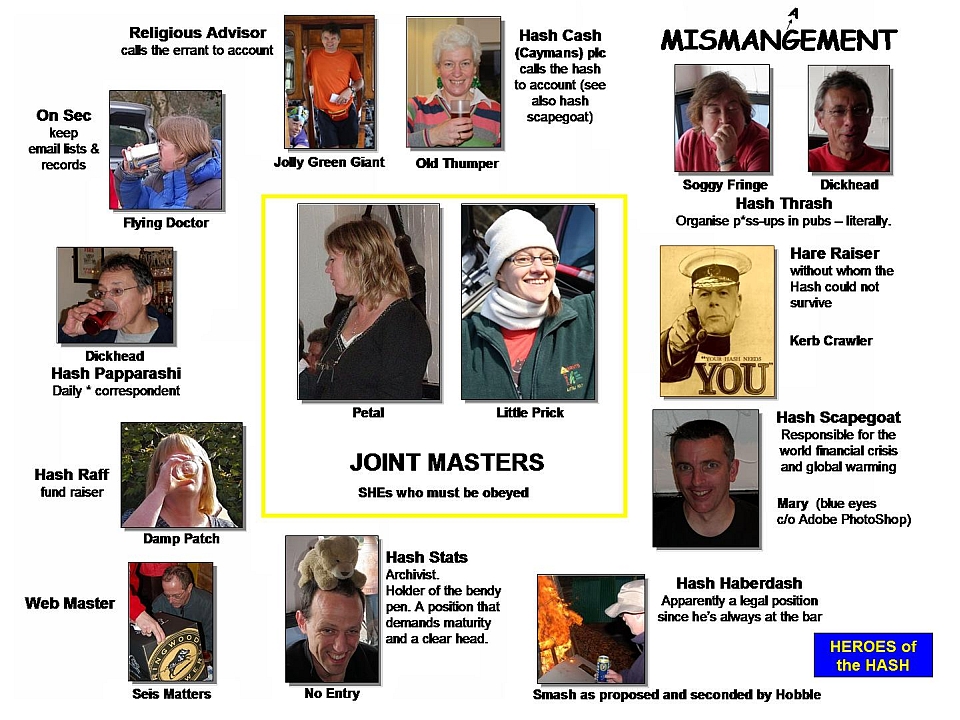 A
MISMANGEMENT
Religious Advisor
calls the errant to account
Jolly Green Giant
Old Thumper
Hash Cash
(Caymans) plc
calls the hash
to account (see
also hash
scapegoat)
On Sec
keep
email lists &
records
Flying Doctor
Soggy Fringe
Dickhead
Hash Thrash
Organise p*ss-ups in pubs – literally.
Dickhead
Hash Papparashi
Daily * correspondent
Petal
Little Prick
JOINT MASTERS
SHEs who must be obeyed
"YOUR HASH NEEDS
YOU"
Hare Raiser
without whom the
Hash could not
survive
Kerb Crawler
Hash Raff
fund raiser
Damp Patch
Hash Scapegoat
Responsible for the
world financial crisis
and global warming
Mary (blue eyes
c/o Adobe PhotoShop)
Web Master
Seis Matters
Hash Stats
Archivist.
Holder of the bendy
pen. A position that
demands maturity
and a clear head.
No Entry
Hash Haberdash
Apparently a legal position
since he's always at the bar
Smash as proposed and seconded by Hobble
HEROES of
the HASH